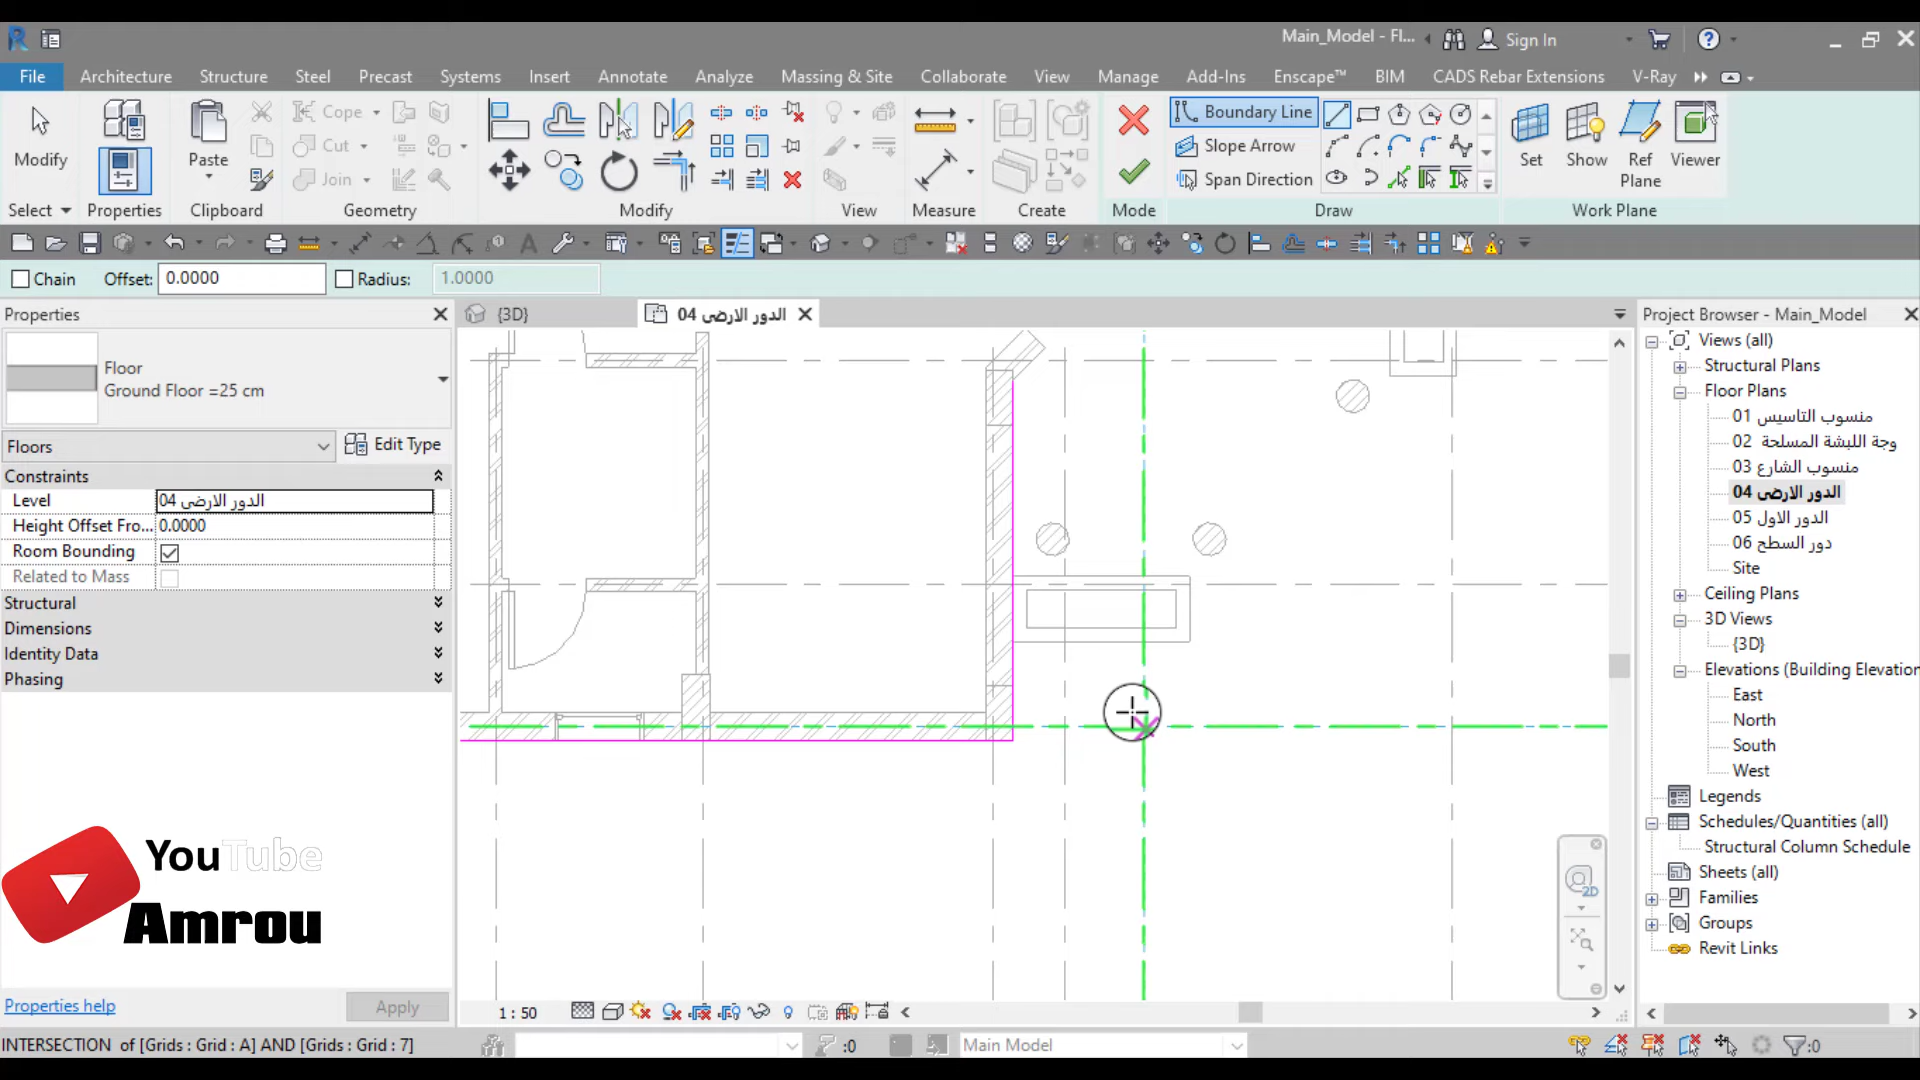 Main_Model - Fl...
Sign In
File
Architecture
Structure
Steel
Precast
Systems
Insert
Annotate
Analyze
Massing & Site
Collaborate
View
Manage
Add-Ins
Enscape™
BIM
CADS Rebar Extensions
V-Ray
Modify
Paste
Cope
Cut
Join
Boundary Line
Slope Arrow
Span Direction
Set
Show
Ref
Plane
Viewer
Select
Properties
Clipboard
Geometry
Modify
View
Measure
Create
Mode
Draw
Work Plane
Chain
Offset:
0.0000
Radius:
1.0000
Properties
Floor
Ground Floor =25 cm
Floors
Edit Type
Constraints
Level
04 الدور الارضى
Height Offset Fro...
0.0000
Room Bounding
Related to Mass
Structural
Dimensions
Identity Data
Phasing
YouTube
Amrou
Properties help
Apply
{3D}
04 الدور الارضى
1 : 50
2D
Project Browser - Main_Model
Views (all)
Structural Plans
Floor Plans
01 منسوب التاسيس
02 وجة اللبشة المسلحة
03 منسوب الشارع
04 الدور الارضى
05 الدور الاول
06 دور السطح
Site
Ceiling Plans
3D Views
{3D}
Elevations (Building Elevation
East
North
South
West
Legends
Schedules/Quantities (all)
Structural Column Schedule
Sheets (all)
Families
Groups
Revit Links
INTERSECTION of [Grids : Grid : A] AND [Grids : Grid : 7]
:0
Main Model
:0